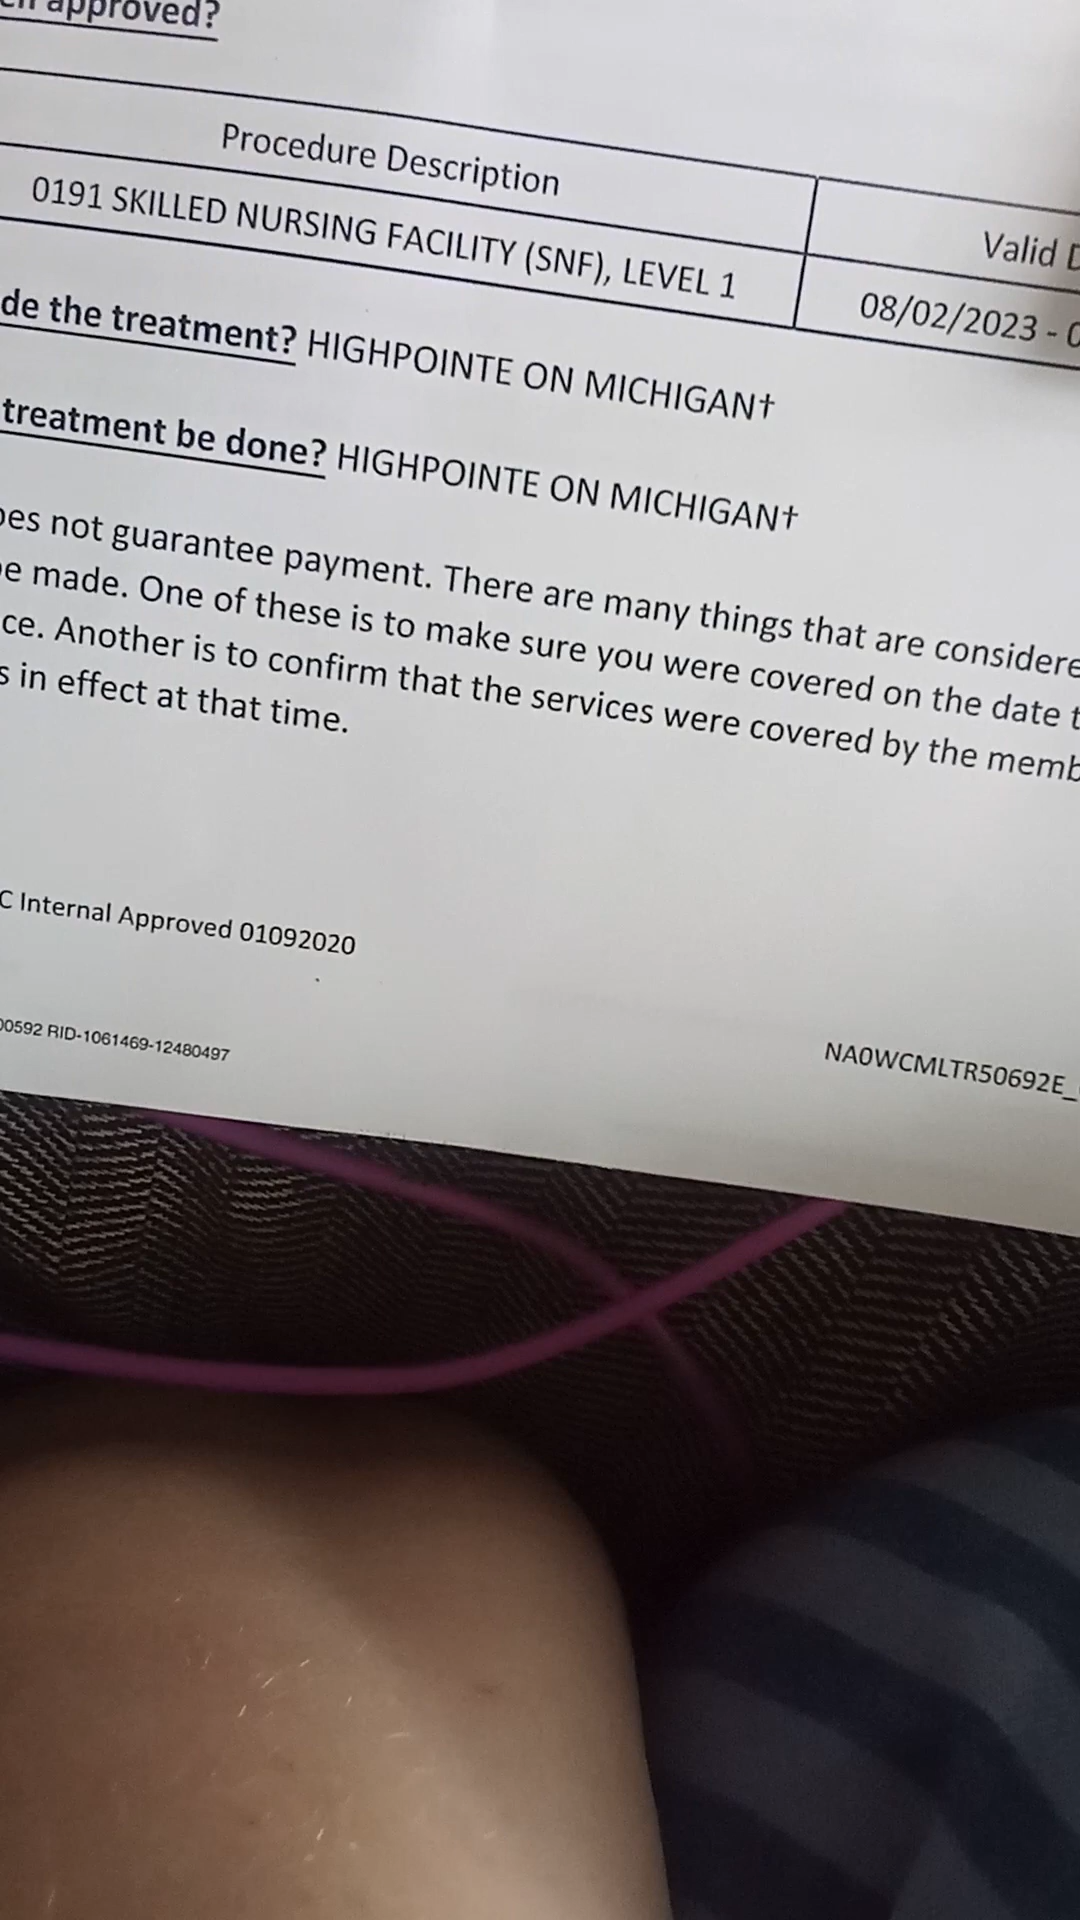 approved?
Procedure Description
Valid
0191 SKILLED NURSING FACILITY (SNF), LEVEL 1
08/02/2023 - 0
de the treatment? HIGHPOINTE ON MICHIGAN†
treatment be done? HIGHPOINTE ON MICHIGAN†
oes not guarantee payment. There are many things that are considere
be made. One of these is to make sure you were covered on the date t
ce. Another is to confirm that the services were covered by the memb
s in effect at that time.
C Internal Approved 01092020
00592 RID-1061469-12480497
NA0WCMLTR50692E_